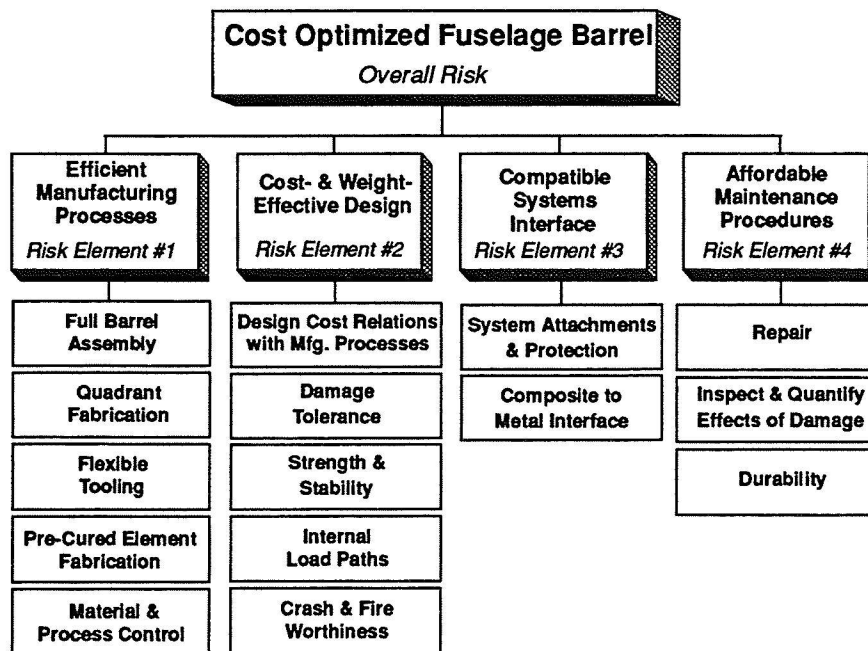 Cost Optimized Fuselage Barrel
Overall Risk
Efficient
Manufacturing
Processes
Risk Element #1
Cost- & Weight-
Effective Design
Risk Element #2
Compatible
Systems
Interface
Risk Element #3
Affordable
Maintenance
Procedures
Risk Element #4
Full Barrel
Assembly
Quadrant
Fabrication
Flexible
Tooling
Pre-Cured Element
Fabrication
Material &
Process Control
Design Cost Relations
with Mfg. Processes
Damage
Tolerance
Strength &
Stability
Internal
Load Paths
Crash & Fire
Worthiness
System Attachments
& Protection
Composite to
Metal Interface
Repair
Inspect & Quantify
Effects of Damage
Durability